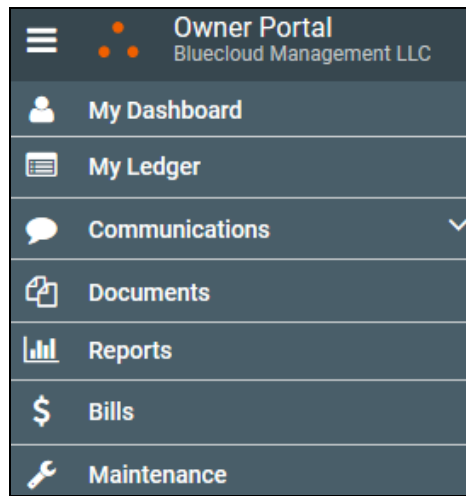 Owner Portal
Bluecloud Management LLC
My Dashboard
My Ledger
Communications
Documents
Reports
Bills
Maintenance